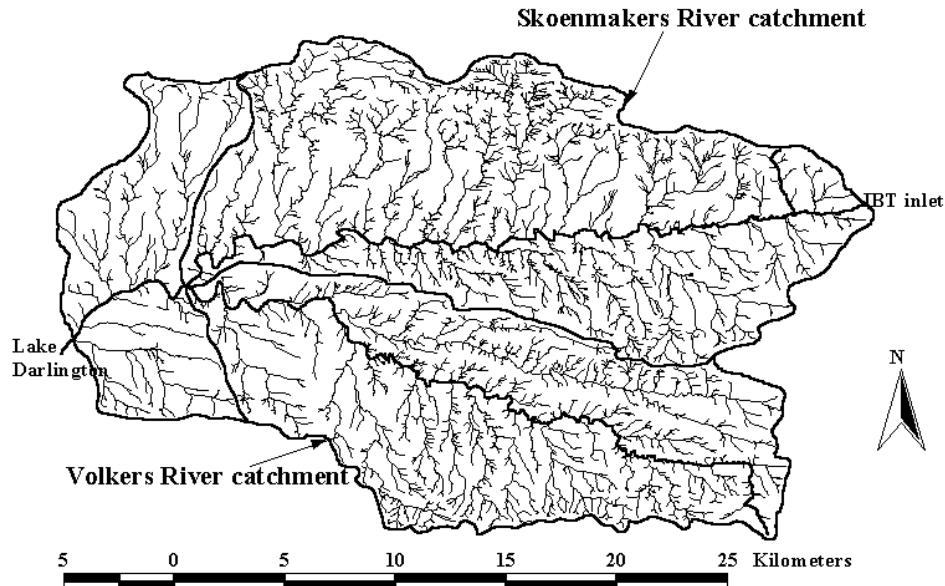 Skoenmakers River catchment
IBT inlet
Lake
Darlington
N
Volkers River catchment
5 0 5 10 15 20 25 Kilometers